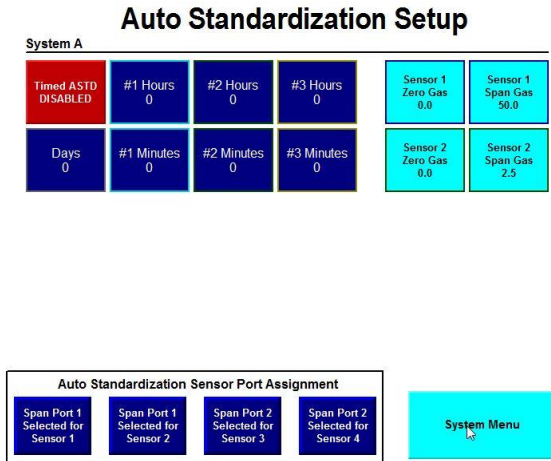 Auto Standardization Setup
System A
Timed ASTD
DISABLED
#1 Hours
0
#2 Hours
0
#3 Hours
0
Sensor 1
Zero Gas
0.0
Sensor 1
Span Gas
50.0
Days
0
#1 Minutes
0
#2 Minutes
0
#3 Minutes
0
Sensor 2
Zero Gas
0.0
Sensor 2
Span Gas
2.5
Auto Standardization Sensor Port Assignment
Span Port 1
Selected for
Sensor 1
Span Port 1
Selected for
Sensor 2
Span Port 2
Selected for
Sensor 3
Span Port 2
Selected for
Sensor 4
System Menu